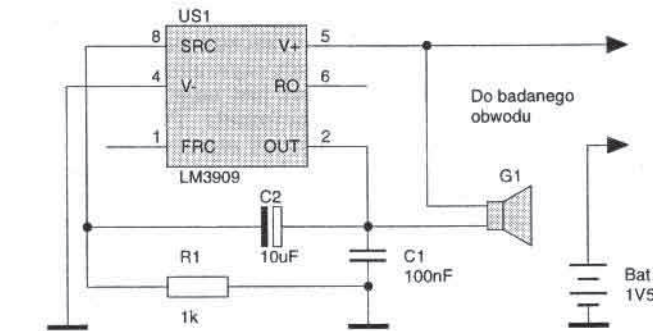 US1
8 SRC V+ 5
4 V- RO 6
1 FRC OUT 2
LM3909
Do badanego
obwodu
G1
C2
10uF
R1
1k
C1
100nF
Bat
1V5